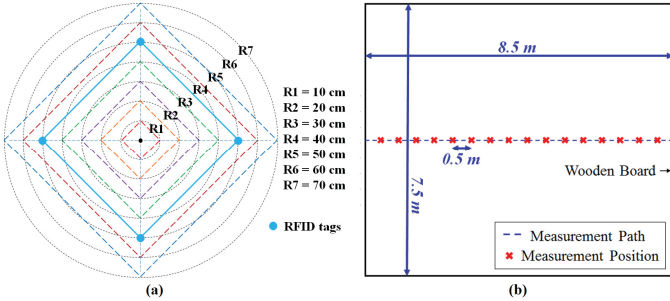 R7
R6
R5
R4
R3
R2
R1
R1 = 10 cm
R2 = 20 cm
R3 = 30 cm
R4 = 40 cm
R5 = 50 cm
R6 = 60 cm
R7 = 70 cm
RFID tags
(a)
8.5 m
0.5 m
7.5 m
Wooden Board
Measurement Path
Measurement Position
(b)